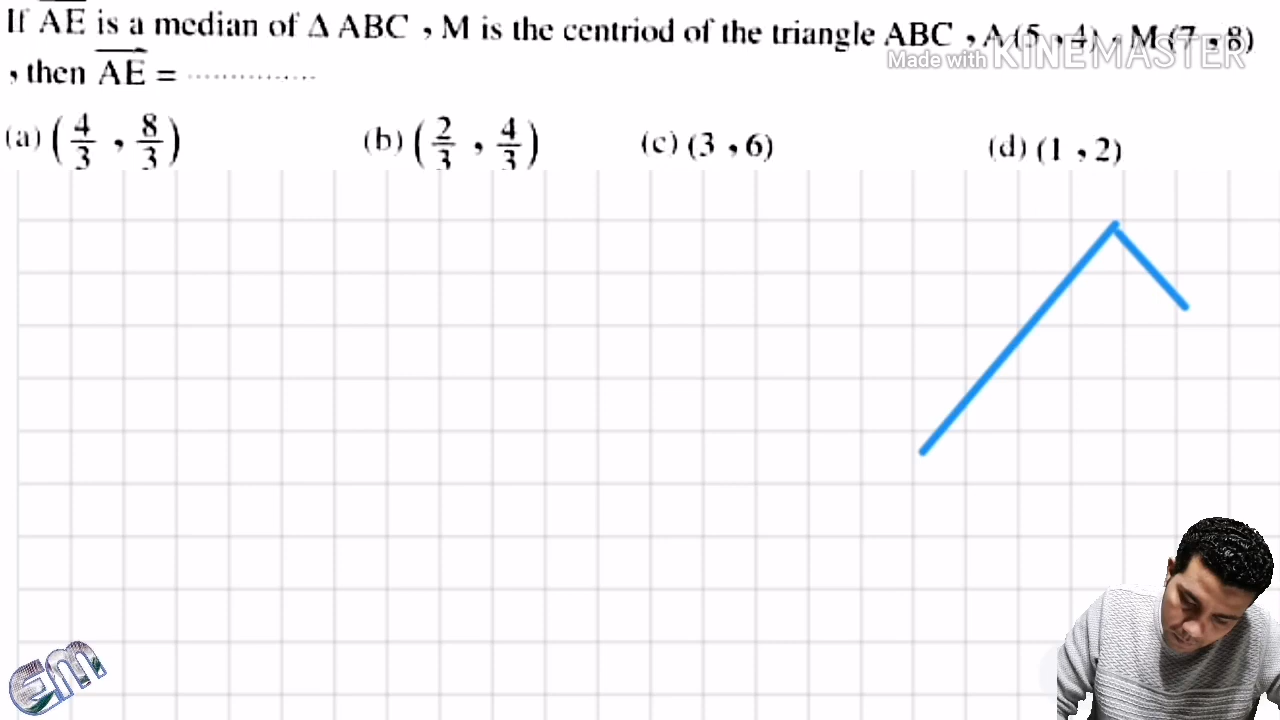 If AE is a median of Δ ABC , M is the centriod of the triangle ABC , A (5 , 4) , M (7 , 8)
Made with KINEMASTER
, then AE = ...............
(a) (4/3 , 8/3) (b) (2/3 , 4/3) (c) (3 , 6) (d) (1 , 2)
EM